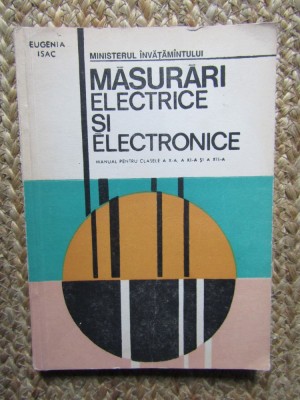 EUGENIA
ISAC
MINISTERUL ÎNVĂȚĂMÎNTULUI
MĂSURĂRI
ELECTRICE
ȘI
ELECTRONICE
MANUAL PENTRU CLASELE A X-A, A XI-A ȘI A XII-A